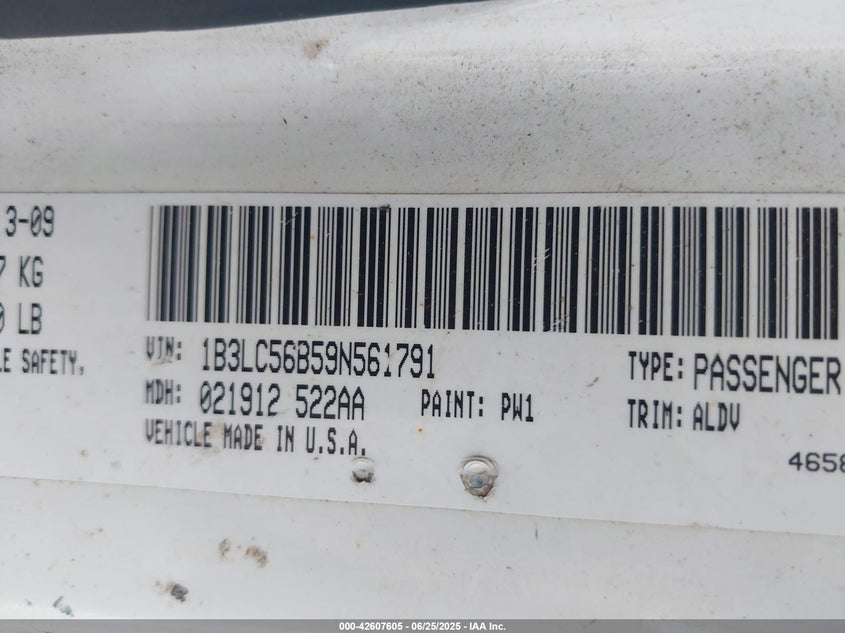 3-09
7 KG
0 LB
LE SAFETY,
VIN: 1B3LC56B59N561791
TYPE: PASSENGER
MDH: 021912 522AA
PAINT: PW1
TRIM: ALDV
VEHICLE MADE IN U.S.A.
4658
000-42607605 - 06/25/2025 - IAA Inc.